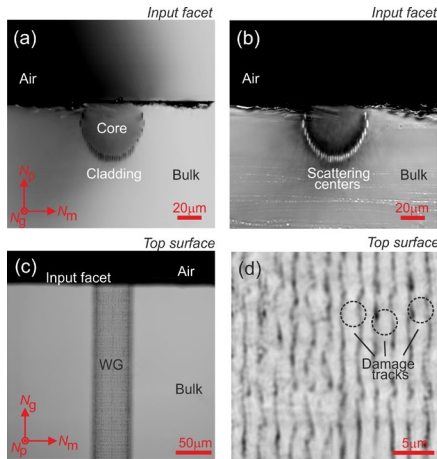 Input facet
Input facet
(a)
Air
Core
Cladding
Bulk
Np
Ng
Nm
20μm
(b)
Air
Scattering
centers
Bulk
20μm
Top surface
Top surface
(c)
Input facet
Air
WG
Bulk
Ng
Np
Nm
50μm
(d)
Damage
tracks
5μm